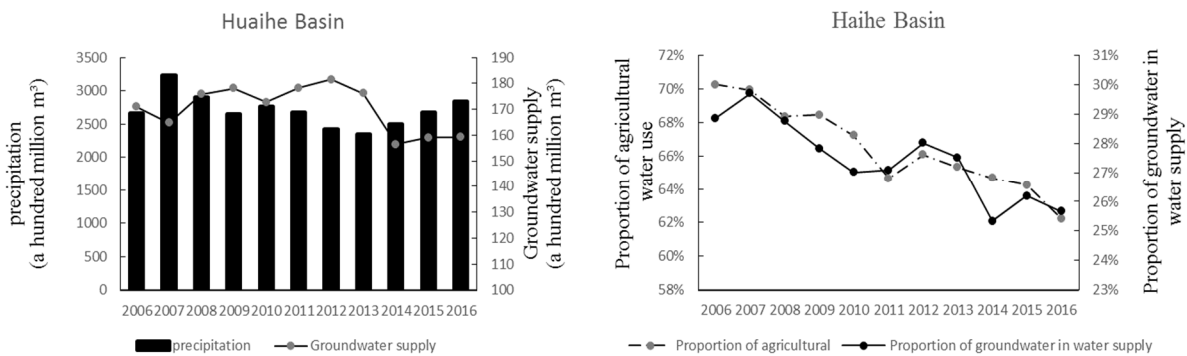 Huaihe Basin
precipitation
(a hundred million m³)
3500
3000
2500
2000
1500
1000
500
0
190
180
170
160
150
140
130
120
110
100
Groundwater supply
(a hundred million m³)
2006 2007 2008 2009 2010 2011 2012 2013 2014 2015 2016
precipitation Groundwater supply
Haihe Basin
Proportion of agricultural
water use
72%
70%
68%
66%
64%
62%
60%
58%
31%
30%
29%
28%
27%
26%
25%
24%
23%
Proportion of groundwater in
water supply
2006 2007 2008 2009 2010 2011 2012 2013 2014 2015 2016
Proportion of agricultural Proportion of groundwater in water supply